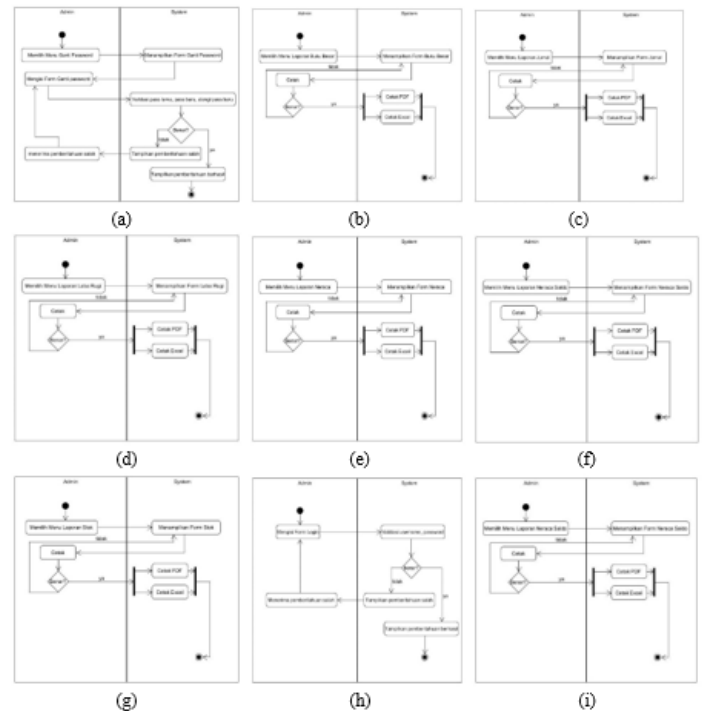 Admin
System
Memilih Menu Ganti Password
Menampilkan Form Ganti Password
Mengisi Form Ganti password
Validasi pass lama, pass baru, ulangi pass baru
Benar?
tidak
ya
Menerima pemberitahuan salah
Tampilkan pemberitahuan salah
Tampilkan pemberitahuan berhasil
(a)
Admin
System
Memilih Menu Laporan Buku Besar
Menampilkan Form Buku Besar
tidak
Cetak
Benar?
ya
Cetak PDF
Cetak Excel
(b)
Admin
System
Memilih Menu Laporan Jurnal
Menampilkan Form Jurnal
tidak
Cetak
Benar?
ya
Cetak PDF
Cetak Excel
(c)
Admin
System
Memilih Menu Laporan Laba Rugi
Menampilkan Form Laba Rugi
tidak
Cetak
Benar?
ya
Cetak PDF
Cetak Excel
(d)
Admin
System
Memilih Menu Laporan Neraca
Menampilkan Form Neraca
tidak
Cetak
Benar?
ya
Cetak PDF
Cetak Excel
(e)
Admin
System
Memilih Menu Laporan Neraca Saldo
Menampilkan Form Neraca Saldo
tidak
Cetak
Benar?
ya
Cetak PDF
Cetak Excel
(f)
Admin
System
Memilih Menu Laporan Stok
Menampilkan Form Stok
tidak
Cetak
Benar?
ya
Cetak PDF
Cetak Excel
(g)
Admin
System
Mengisi Form Login
Validasi username, password
Benar?
tidak
ya
Menerima pemberitahuan salah
Tampilkan pemberitahuan salah
Tampilkan pemberitahuan berhasil
(h)
Admin
System
Memilih Menu Laporan Neraca Saldo
Menampilkan Form Neraca Saldo
tidak
Cetak
Benar?
ya
Cetak PDF
Cetak Excel
(i)